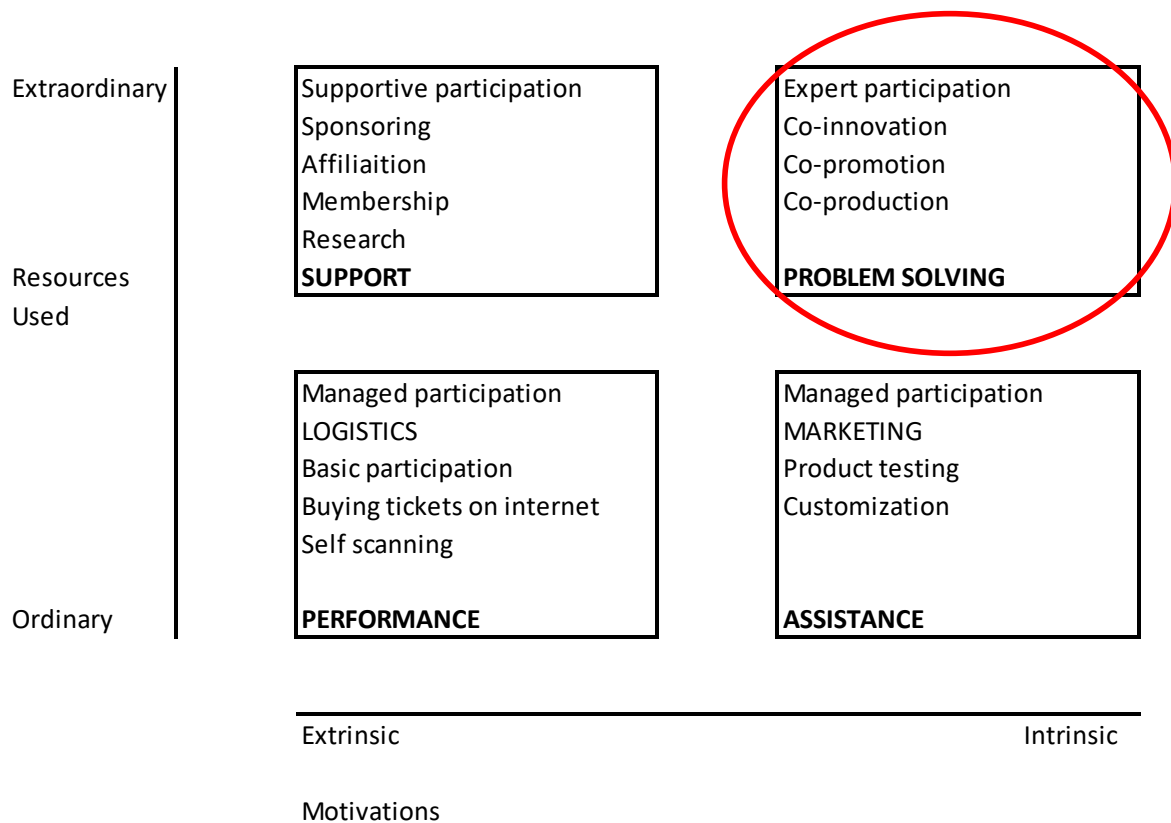 Extraordinary
Supportive participation
Sponsoring
Affiliaition
Membership
Research
SUPPORT
Expert participation
Co-innovation
Co-promotion
Co-production
PROBLEM SOLVING
Resources
Used
Managed participation
LOGISTICS
Basic participation
Buying tickets on internet
Self scanning
PERFORMANCE
Managed participation
MARKETING
Product testing
Customization
ASSISTANCE
Ordinary
Extrinsic
Intrinsic
Motivations